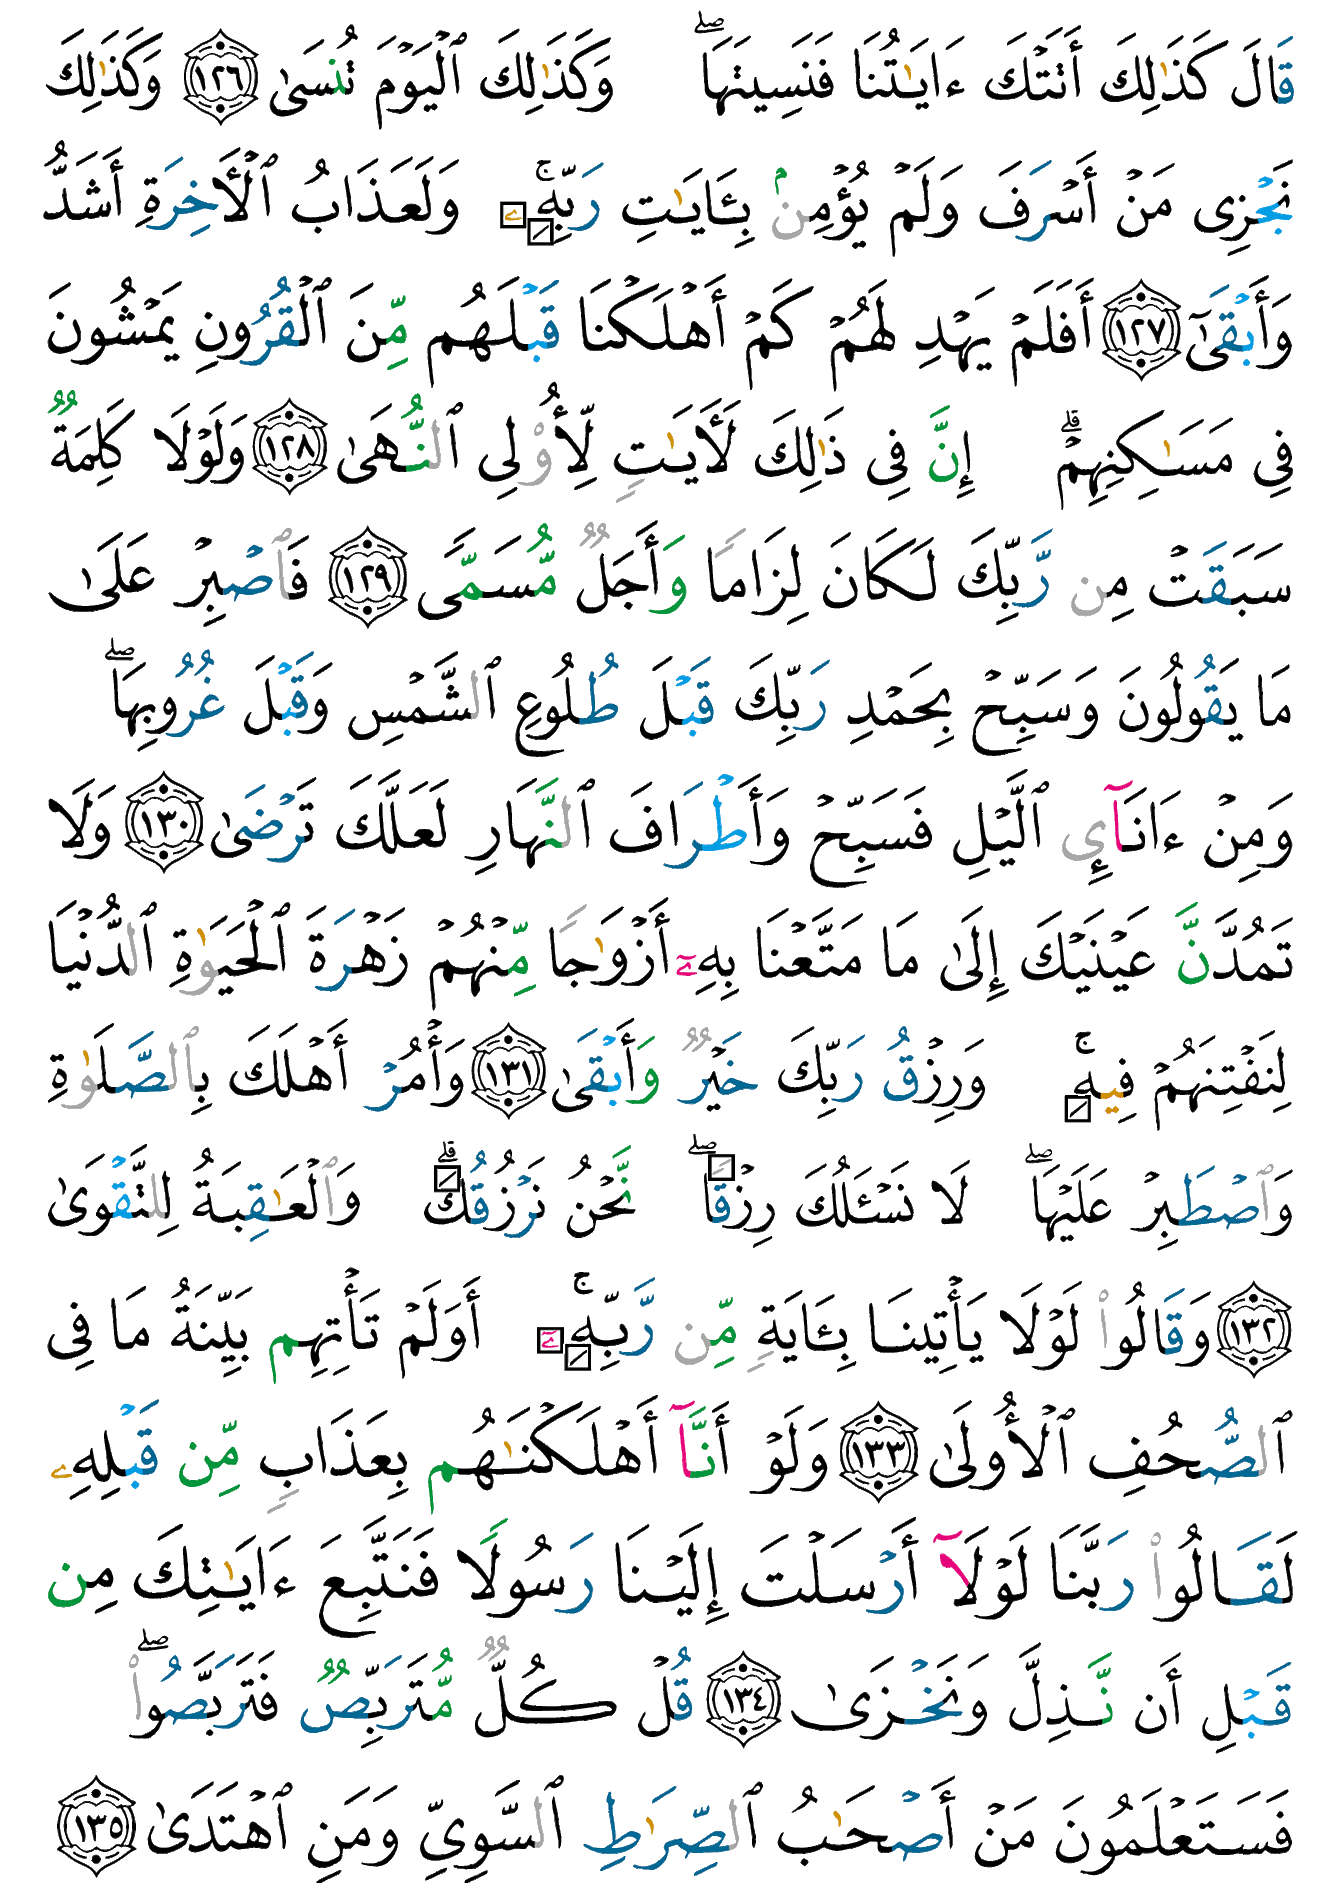 قَالَ كَذَٰلِكَ أَتَتۡكَ ءَايَٰتُنَا فَنَسِيتَهَاۖ وَكَذَٰلِكَ ٱلۡيَوۡمَ تُنسَىٰ ١٢٦ وَكَذَٰلِكَ
نَجۡزِي مَنۡ أَسۡرَفَ وَلَمۡ يُؤۡمِنۢ بِـَٔايَٰتِ رَبِّهِۦۚ وَلَعَذَابُ ٱلۡأٓخِرَةِ أَشَدُّ
وَأَبۡقَىٰٓ ١٢٧ أَفَلَمۡ يَهۡدِ لَهُمۡ كَمۡ أَهۡلَكۡنَا قَبۡلَهُم مِّنَ ٱلۡقُرُونِ يَمۡشُونَ
فِي مَسَٰكِنِهِمۡۚ إِنَّ فِي ذَٰلِكَ لَأٓيَٰتٖ لِّأُوْلِي ٱلنُّهَىٰ ١٢٨ وَلَوۡلَا كَلِمَةٞ
سَبَقَتۡ مِن رَّبِّكَ لَكَانَ لِزَامٗا وَأَجَلٞ مُّسَمّٗى ١٢٩ فَٱصۡبِرۡ عَلَىٰ
مَا يَقُولُونَ وَسَبِّحۡ بِحَمۡدِ رَبِّكَ قَبۡلَ طُلُوعِ ٱلشَّمۡسِ وَقَبۡلَ غُرُوبِهَاۖ
وَمِنۡ ءَانَآيِٕ ٱلَّيۡلِ فَسَبِّحۡ وَأَطۡرَافَ ٱلنَّهَارِ لَعَلَّكَ تَرۡضَىٰ ١٣٠ وَلَا
تَمُدَّنَّ عَيۡنَيۡكَ إِلَىٰ مَا مَتَّعۡنَا بِهِۦٓ أَزۡوَٰجٗا مِّنۡهُمۡ زَهۡرَةَ ٱلۡحَيَوٰةِ ٱلدُّنۡيَا
لِنَفۡتِنَهُمۡ فِيهِۚ وَرِزۡقُ رَبِّكَ خَيۡرٞ وَأَبۡقَىٰ ١٣١ وَأۡمُرۡ أَهۡلَكَ بِٱلصَّلَوٰةِ
وَٱصۡطَبِرۡ عَلَيۡهَاۖ لَا نَسۡـَٔلُكَ رِزۡقٗاۖ نَّحۡنُ نَرۡزُقُكَۗ وَٱلۡعَٰقِبَةُ لِلتَّقۡوَىٰ
١٣٢ وَقَالُواْ لَوۡلَا يَأۡتِينَا بِـَٔايَةٖ مِّن رَّبِّهِۦٓۚ أَوَلَمۡ تَأۡتِهِم بَيِّنَةُ مَا فِي
ٱلصُّحُفِ ٱلۡأُولَىٰ ١٣٣ وَلَوۡ أَنَّآ أَهۡلَكۡنَٰهُم بِعَذَابٖ مِّن قَبۡلِهِۦ
لَقَالُواْ رَبَّنَا لَوۡلَآ أَرۡسَلۡتَ إِلَيۡنَا رَسُولٗا فَنَتَّبِعَ ءَايَٰتِكَ مِن
قَبۡلِ أَن نَّذِلَّ وَنَخۡزَىٰ ١٣٤ قُلۡ كُلّٞ مُّتَرَبِّصٞ فَتَرَبَّصُواْۖ
فَسَتَعۡلَمُونَ مَنۡ أَصۡحَٰبُ ٱلصِّرَٰطِ ٱلسَّوِيِّ وَمَنِ ٱهۡتَدَىٰ ١٣٥